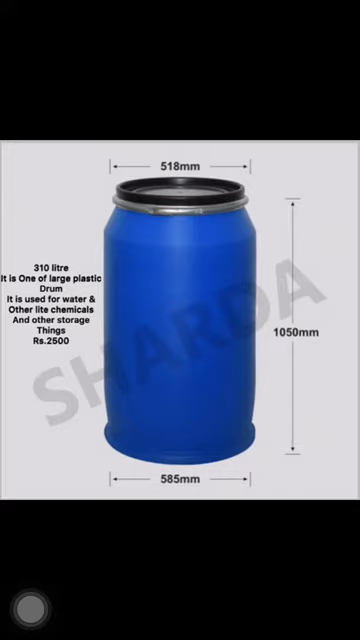 518mm
310 litre
It is One of large plastic
Drum
It is used for water &
Other lite chemicals
And other storage
Things
Rs.2500
1050mm
SHARDA
585mm